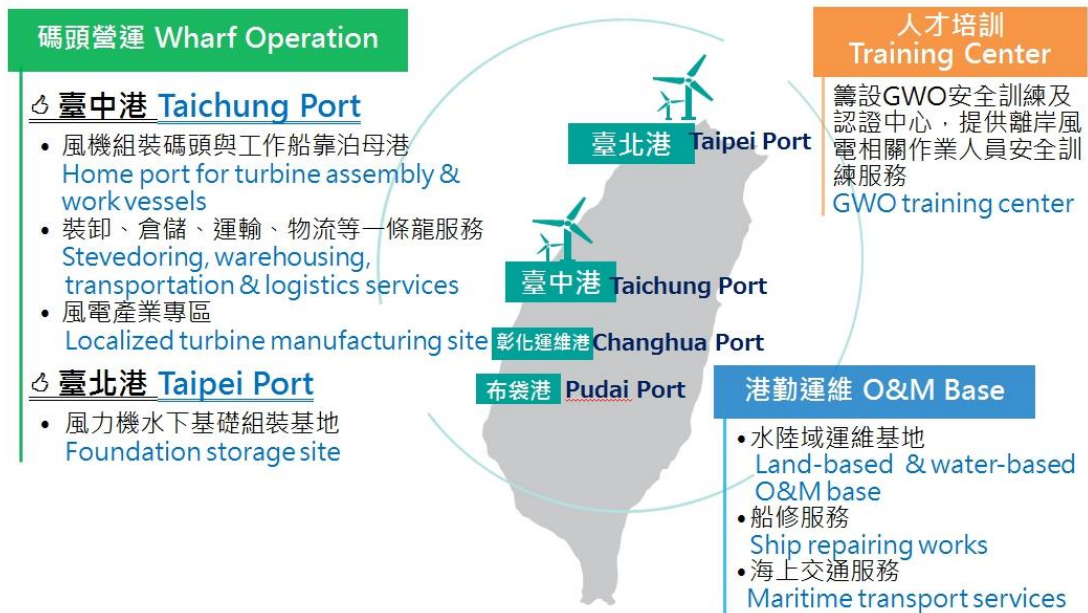 碼頭營運 Wharf Operation
臺中港 Taichung Port
• 風機組裝碼頭與工作船靠泊母港
Home port for turbine assembly &
work vessels
• 裝卸、倉儲、運輸、物流等一條龍服務
Stevedoring, warehousing,
transportation & logistics services
• 風電產業專區
Localized turbine manufacturing site
臺北港 Taipei Port
• 風力機水下基礎組裝基地
Foundation storage site
臺北港 Taipei Port
臺中港 Taichung Port
彰化運維港 Changhua Port
布袋港 Pudai Port
人才培訓
Training Center
籌設GWO安全訓練及
認證中心，提供離岸風
電相關作業人員安全訓
練服務
GWO training center
港勤運維 O&M Base
• 水陸域運維基地
Land-based & water-based
O&M base
• 船修服務
Ship repairing works
• 海上交通服務
Maritime transport services